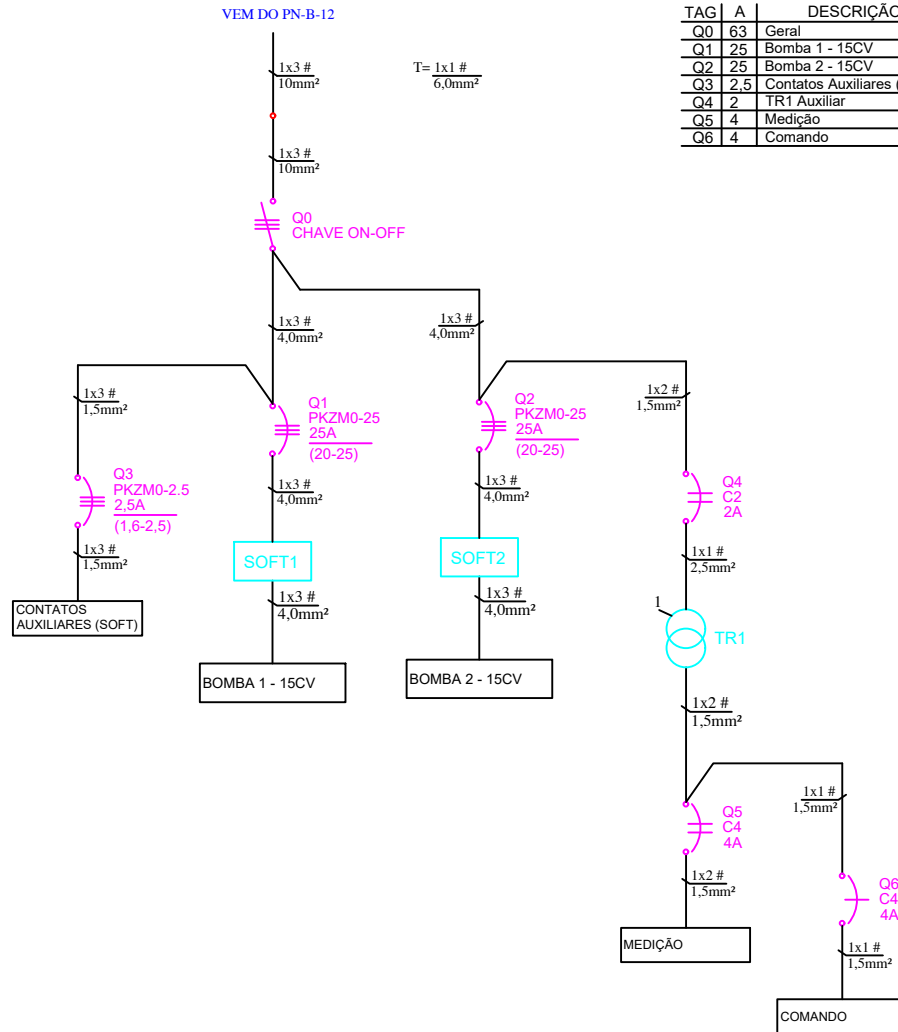 VEM DO PN-B-12
TAG A DESCRIÇÃO
Q0 63 Geral
Q1 25 Bomba 1 - 15CV
Q2 25 Bomba 2 - 15CV
Q3 2,5 Contatos Auxiliares (
Q4 2 TR1 Auxiliar
Q5 4 Medição
Q6 4 Comando
1x3 #
10mm²
T= 1x1 #
6,0mm²
1x3 #
10mm²
Q0
CHAVE ON-OFF
1x3 #
4,0mm²
1x3 #
4,0mm²
1x3 #
1,5mm²
Q1
PKZM0-25
25A
(20-25)
Q2
PKZM0-25
25A
(20-25)
1x2 #
1,5mm²
Q3
PKZM0-2.5
2,5A
(1,6-2,5)
1x3 #
4,0mm²
1x3 #
4,0mm²
Q4
C2
2A
1x3 #
1,5mm²
SOFT1
SOFT2
1x1 #
2,5mm²
CONTATOS
AUXILIARES (SOFT)
1x3 #
4,0mm²
1x3 #
4,0mm²
1
TR1
BOMBA 1 - 15CV
BOMBA 2 - 15CV
1x2 #
1,5mm²
1x1 #
1,5mm²
Q5
C4
4A
1x2 #
1,5mm²
Q6
C4
4A
MEDIÇÃO
1x1 #
1,5mm²
COMANDO